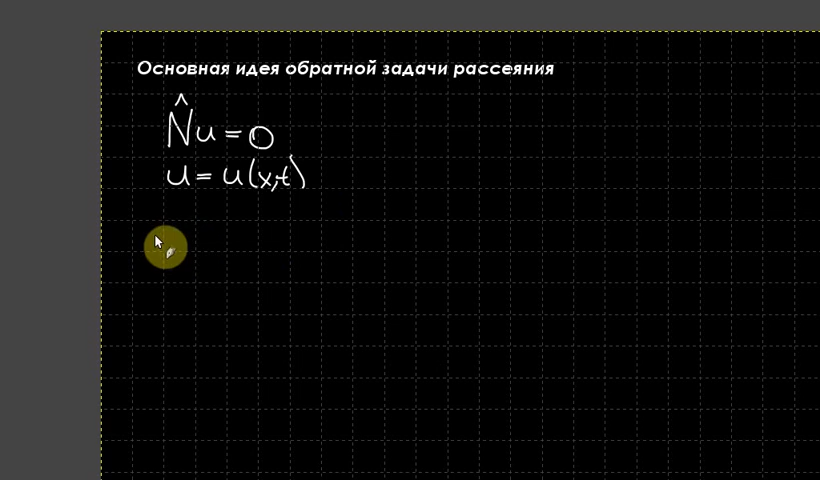 Основная идея обратной задачи рассеяния
N̂u = 0
u = u(x,t)